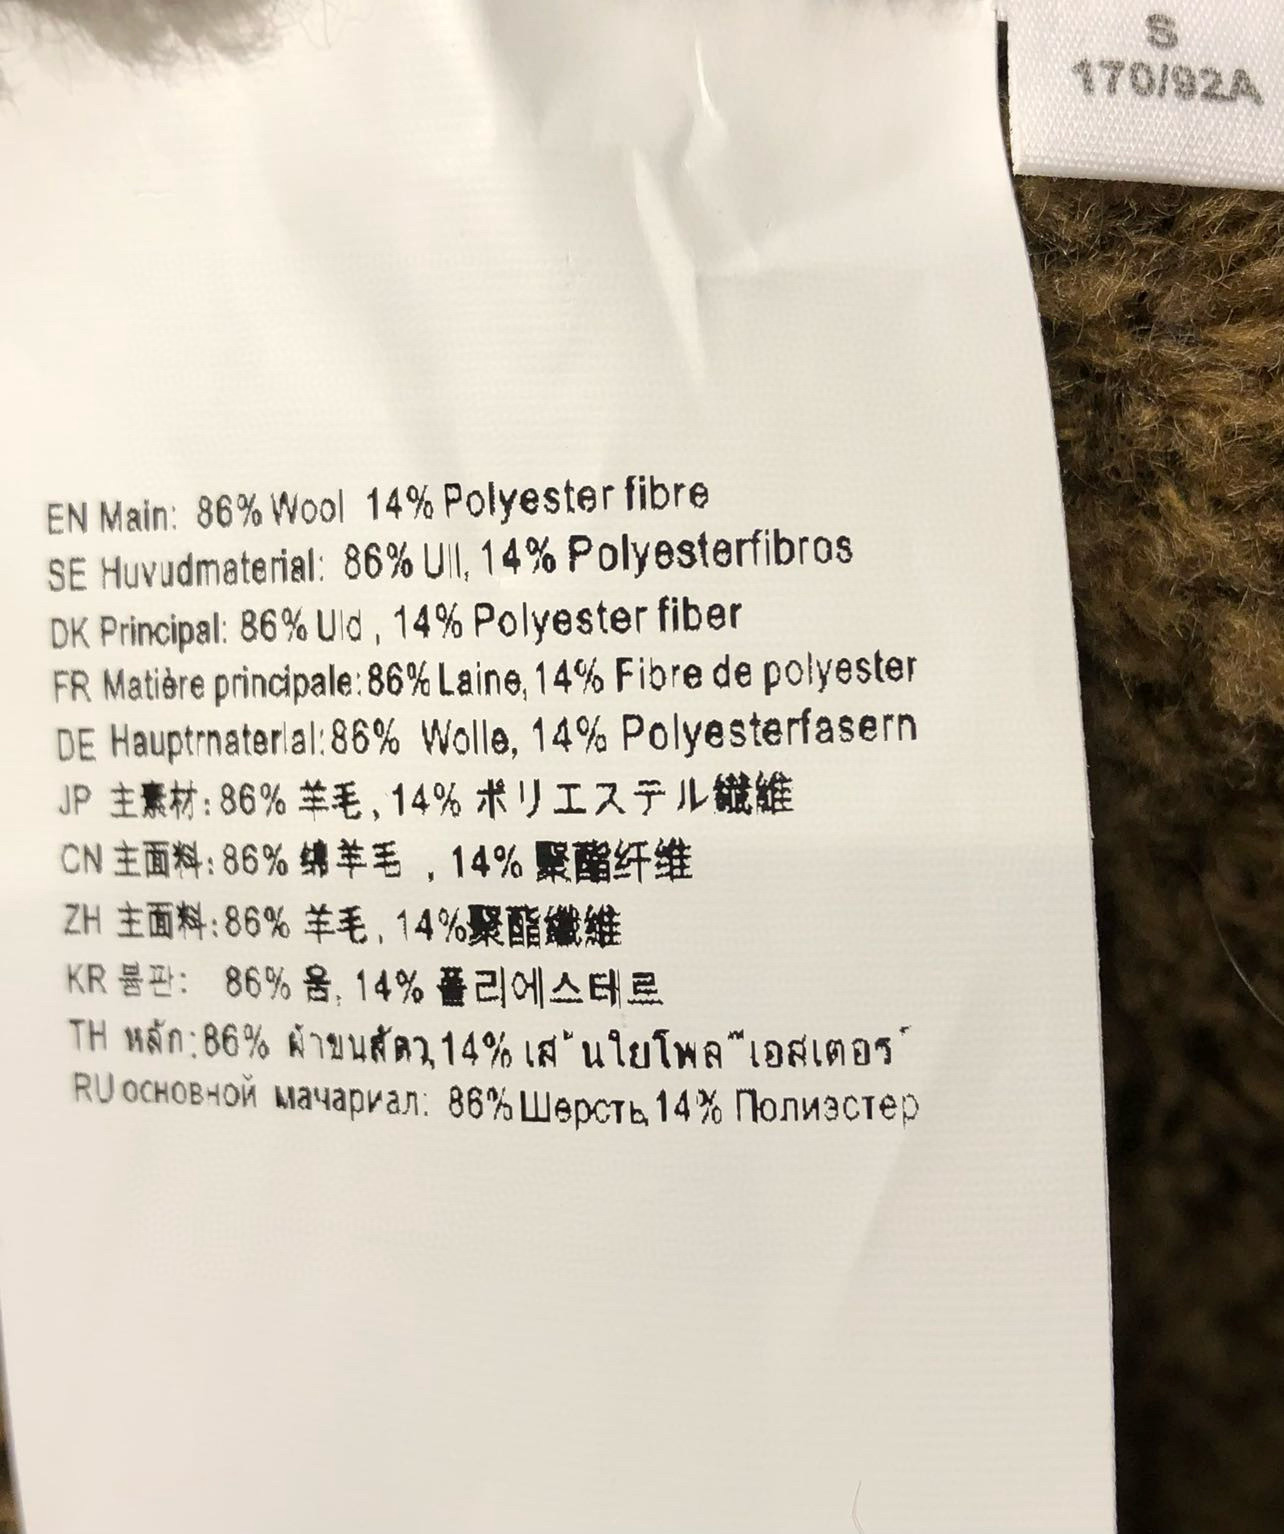 S
170/92A
EN Main: 86% Wool 14% Polyester fibre
SE Huvudmaterial: 86% Ull, 14% Polyesterfibros
DK Principal: 86% Uld , 14% Polyester fiber
FR Matière principale:86% Laine,14% Fibre de polyester
DE Hauptrnaterlal:86% Wolle, 14% Polyesterfasern
JP 主素材:86% 羊毛,14% ポリエステル繊維
CN 主面料:86% 绵羊毛 , 14% 聚酯纤维
ZH 主面料:86% 羊毛, 14%聚酯纖維
KR 봄판: 86% 옴, 14% 폴리에스테르
TH หลัก:86% ผ้าขนสัตว,14% เส ้นใยโพล ีเอสเตอร ์
RU основной мачариал: 86% Шерсть,14% Полиэстер